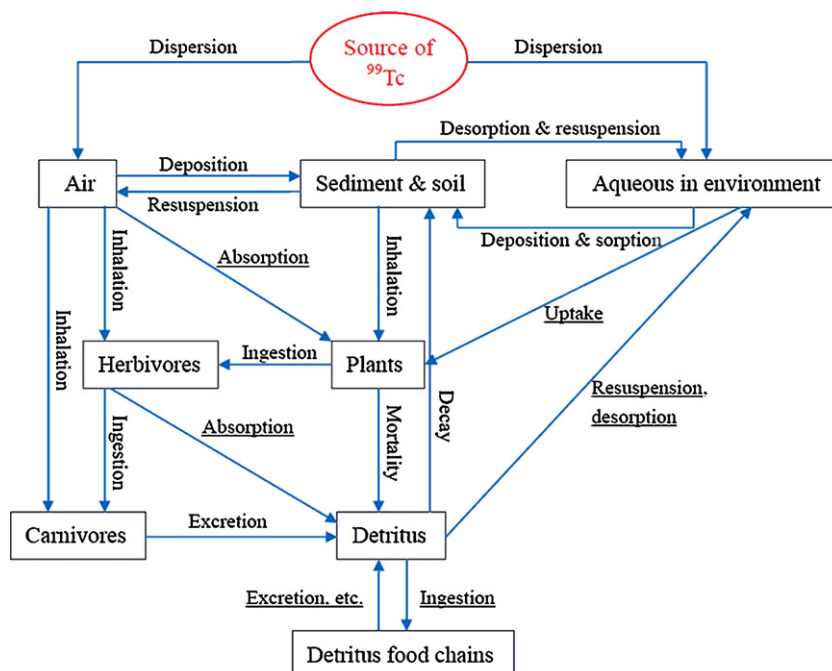 Dispersion
Source of
⁹⁹Tc
Dispersion
Desorption & resuspension
Air
Deposition
Resuspension
Sediment & soil
Aqueous in environment
Deposition & sorption
Inhalation
Inhalation
Absorption
Inhalation
Uptake
Herbivores
Ingestion
Plants
Resuspension,
desorption
Ingestion
Absorption
Mortality
Decay
Carnivores
Excretion
Detritus
Excretion, etc.
Ingestion
Detritus food chains